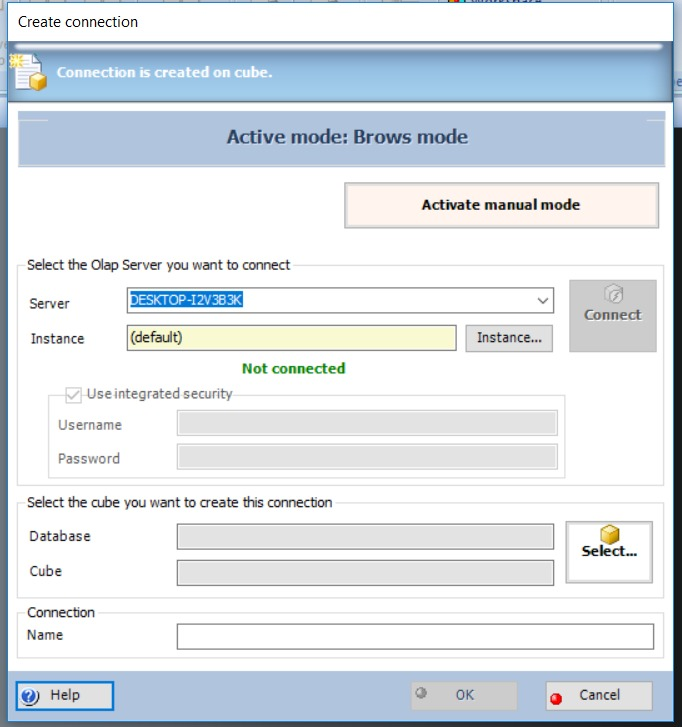 Create connection
Connection is created on cube.
Active mode: Brows mode
Activate manual mode
Select the Olap Server you want to connect
Server DESKTOP-I2V3B3K Connect
Instance (default) Instance...
Not connected
Use integrated security
Username
Password
Select the cube you want to create this connection
Database
Select...
Cube
Connection
Name
Help OK Cancel